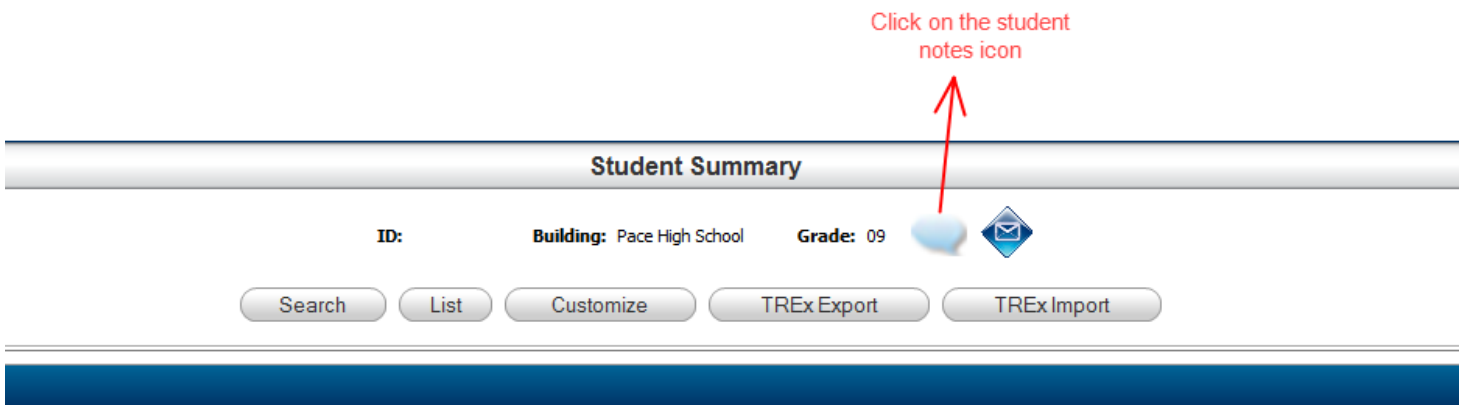 Click on the student
notes icon
Student Summary
ID: Building: Pace High School Grade: 09
Search List Customize TREx Export TREx Import